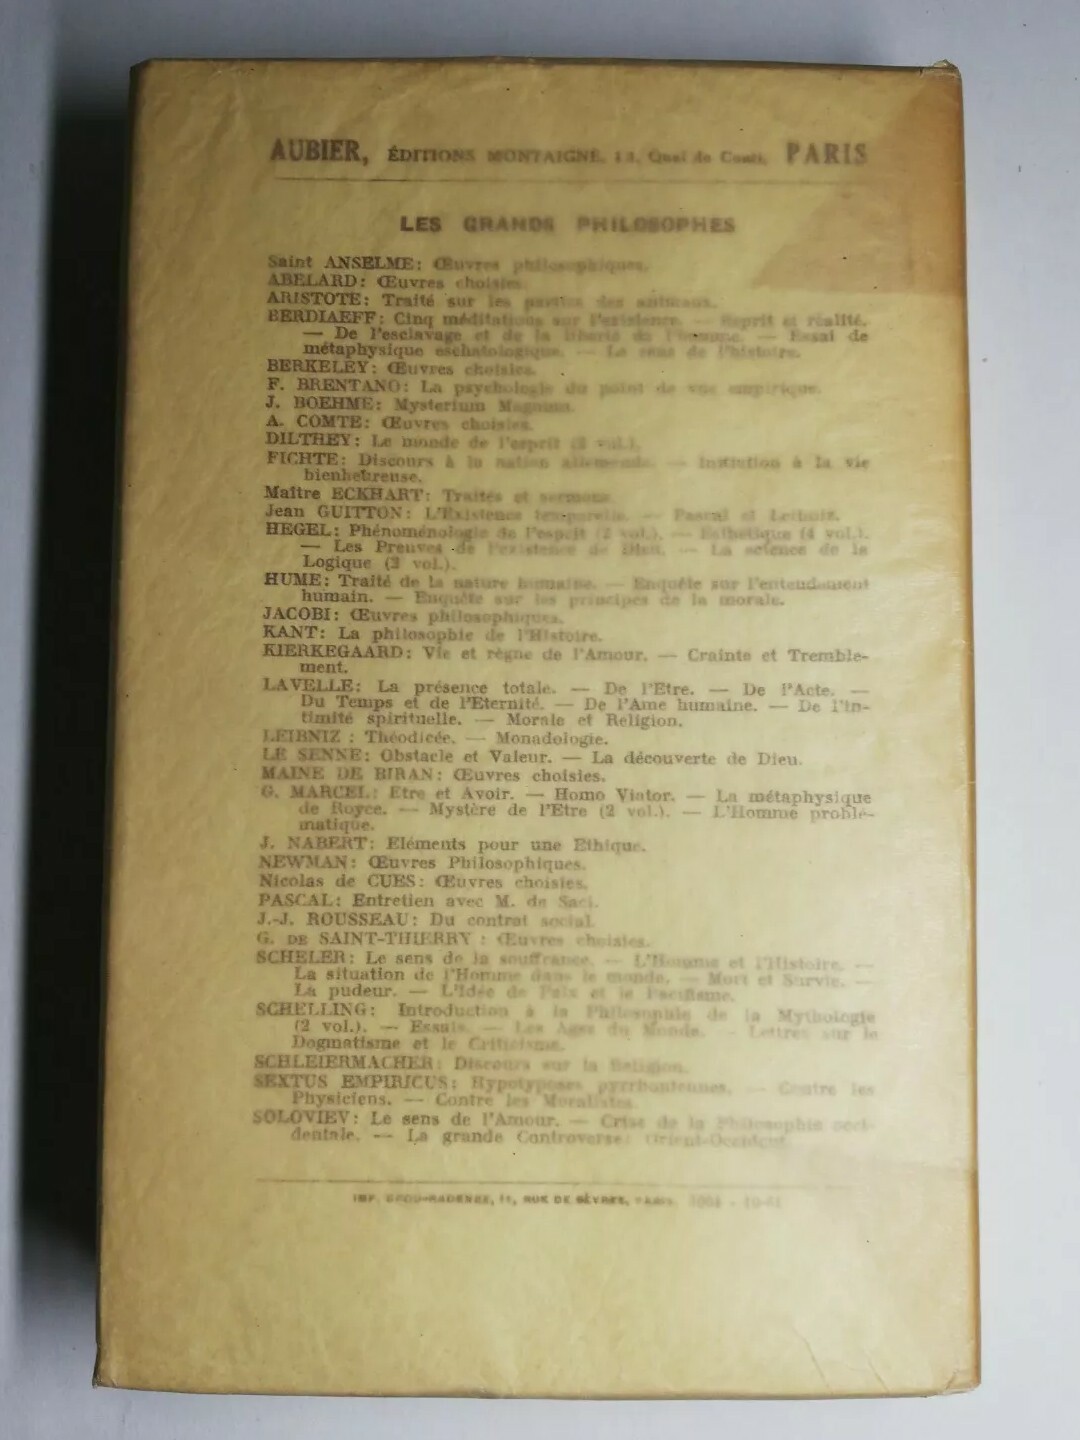 AUBIER, ÉDITIONS MONTAIGNE, 13, Quai de Conti, PARIS
LES GRANDS PHILOSOPHES
Saint ANSELME: Œuvres philosophiques.
ABELARD: Œuvres choisies.
ARISTOTE: Traité sur les parties des animaux.
BERDIAEFF: Cinq méditations sur l'existence. — Esprit et réalité.
— De l'esclavage et de la liberté de l'homme. — Essai de
métaphysique eschatologique. — Le sens de l'histoire.
BERKELEY: Œuvres choisies.
F. BRENTANO: La psychologie du point de vue empirique.
J. BOEHME: Mysterium Magnum.
A. COMTE: Œuvres choisies.
DILTHEY: Le monde de l'esprit (2 vol.).
FICHTE: Discours à la nation allemande. — Initiation à la vie
bienheureuse.
Maître ECKHART: Traités et sermons.
Jean GUITTON: L'Existence temporelle. — Pascal et Leibniz.
HEGEL: Phénoménologie de l'esprit (2 vol.). — Esthétique (4 vol.).
— Les Preuves de l'existence de Dieu. — La science de la
Logique (2 vol.).
HUME: Traité de la nature humaine. — Enquête sur l'entendement
humain. — Enquête sur les principes de la morale.
JACOBI: Œuvres philosophiques.
KANT: La philosophie de l'Histoire.
KIERKEGAARD: Vie et règne de l'Amour. — Crainte et Tremble-
ment.
LAVELLE: La présence totale. — De l'Etre. — De l'Acte. —
Du Temps et de l'Eternité. — De l'Ame humaine. — De l'in-
timité spirituelle. — Morale et Religion.
LEIBNIZ : Théodicée. — Monadologie.
LE SENNE: Obstacle et Valeur. — La découverte de Dieu.
MAINE DE BIRAN: Œuvres choisies.
G. MARCEL: Etre et Avoir. — Homo Viator. — La métaphysique
de Royce. — Mystère de l'Etre (2 vol.). — L'Homme problé-
matique.
J. NABERT: Eléments pour une Ethique.
NEWMAN: Œuvres Philosophiques.
Nicolas de CUES: Œuvres choisies.
PASCAL: Entretien avec M. de Saci.
J.-J. ROUSSEAU: Du contrat social.
G. DE SAINT-THIERRY : Œuvres choisies.
SCHELER: Le sens de la souffrance. — L'Homme et l'Histoire. —
La situation de l'Homme dans le monde. — Mort et Survie. —
La pudeur. — L'Idée de Paix et le Pacifisme.
SCHELLING: Introduction à la Philosophie de la Mythologie
(2 vol.). — Essais. — Les Ages du Monde. — Lettres sur le
Dogmatisme et le Criticisme.
SCHLEIERMACHER: Discours sur la Religion.
SEXTUS EMPIRICUS: Hypotyposes pyrrhoniennes. — Contre les
Physiciens. — Contre les Moralistes.
SOLOVIEV: Le sens de l'Amour. — Crise de la Philosophie occi-
dentale. — La grande Controverse: Orient-Occident.
IMP. 11, RUE DE SÈVRES, PARIS.